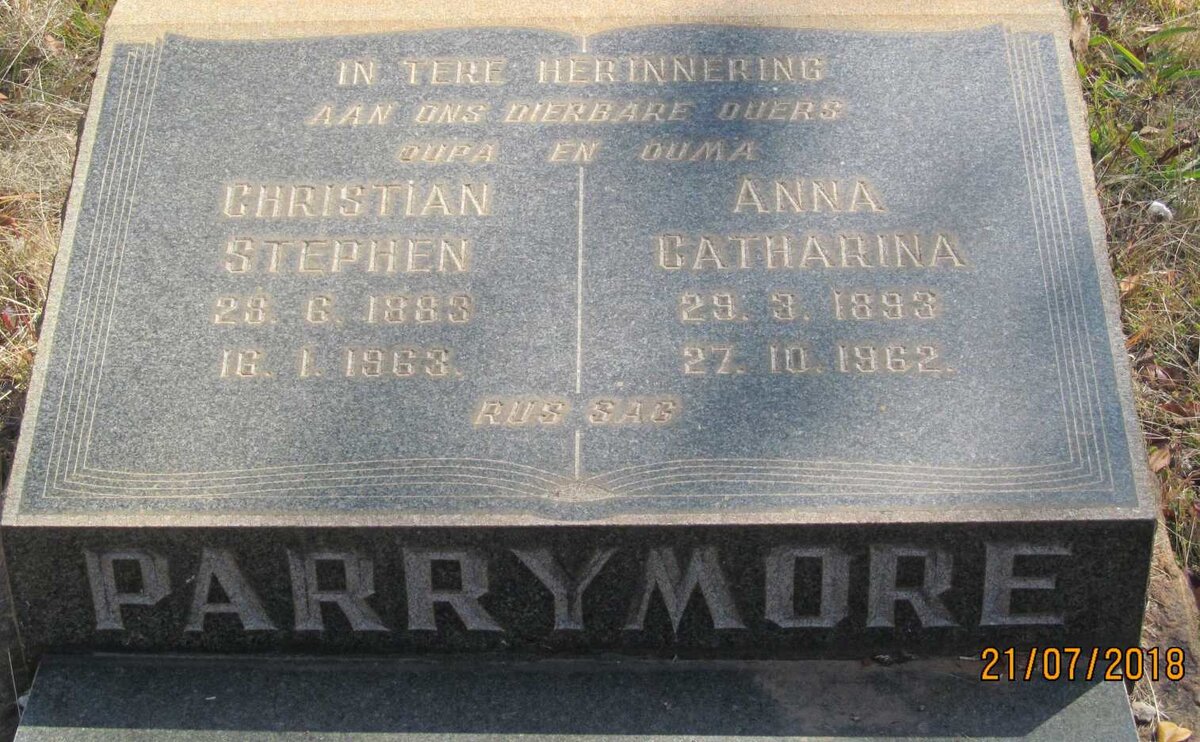 IN TERE HERINNERING
AAN ONS DIERBARE OUERS
OUPA EN OUMA
CHRISTIAN
STEPHEN
28. 6. 1883
16. 1. 1963.
ANNA
CATHARINA
29. 3. 1893
27. 10. 1962.
RUS SAG
PARRYMORE
21/07/2018